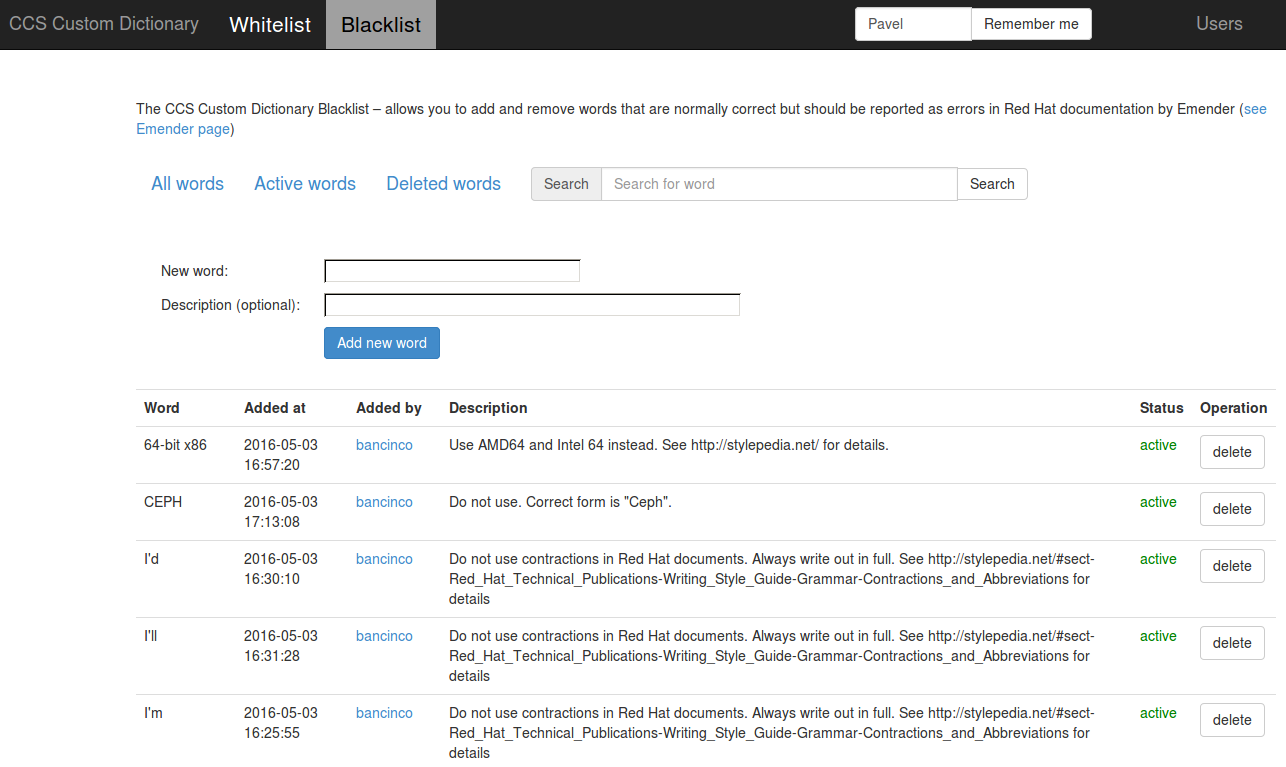 CCS Custom Dictionary Whitelist Blacklist Pavel Remember me Users
The CCS Custom Dictionary Blacklist – allows you to add and remove words that are normally correct but should be reported as errors in Red Hat documentation by Emender (see
Emender page)
All words Active words Deleted words Search Search for word Search
New word:
Description (optional):
Add new word
Word Added at Added by Description Status Operation
64-bit x86 2016-05-03 bancinco Use AMD64 and Intel 64 instead. See http://stylepedia.net/ for details. active delete
16:57:20
CEPH 2016-05-03 bancinco Do not use. Correct form is "Ceph". active delete
17:13:08
I'd 2016-05-03 bancinco Do not use contractions in Red Hat documents. Always write out in full. See http://stylepedia.net/#sect- active delete
16:30:10 Red_Hat_Technical_Publications-Writing_Style_Guide-Grammar-Contractions_and_Abbreviations for
details
I'll 2016-05-03 bancinco Do not use contractions in Red Hat documents. Always write out in full. See http://stylepedia.net/#sect- active delete
16:31:28 Red_Hat_Technical_Publications-Writing_Style_Guide-Grammar-Contractions_and_Abbreviations for
details
I'm 2016-05-03 bancinco Do not use contractions in Red Hat documents. Always write out in full. See http://stylepedia.net/#sect- active delete
16:25:55 Red_Hat_Technical_Publications-Writing_Style_Guide-Grammar-Contractions_and_Abbreviations for
details